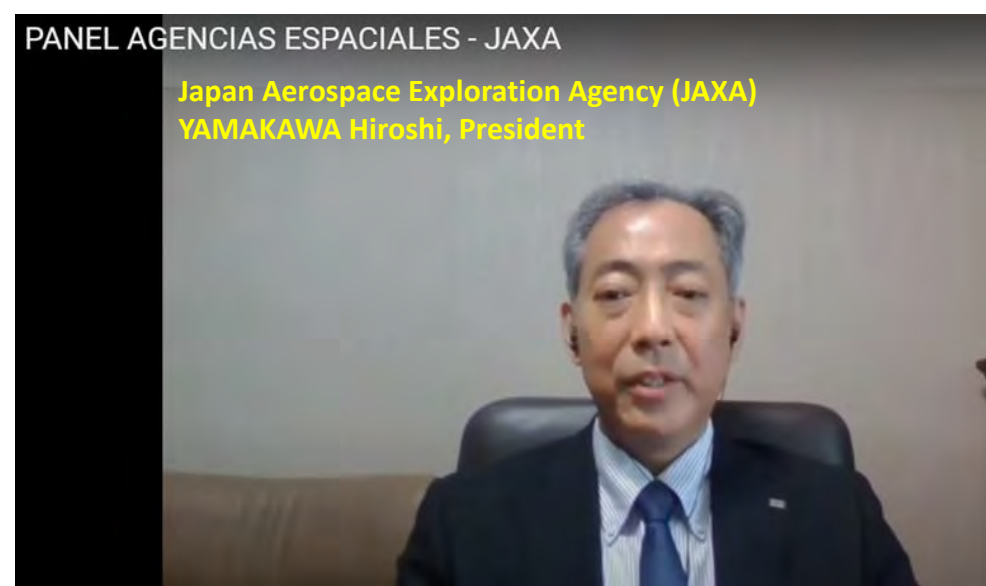 PANEL AGENCIAS ESPACIALES - JAXA
Japan Aerospace Exploration Agency (JAXA)
YAMAKAWA Hiroshi, President